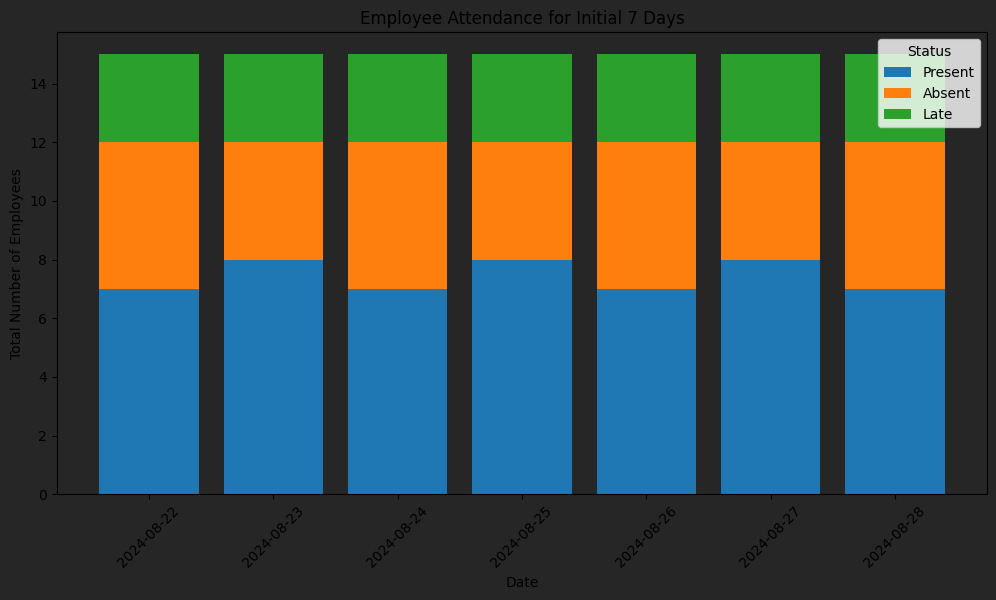 Employee Attendance for Initial 7 Days
Status
Present
Absent
Late
Total Number of Employees
14
12
10
8
6
4
2
0
2024-08-22
2024-08-23
2024-08-24
2024-08-25
2024-08-26
2024-08-27
2024-08-28
Date